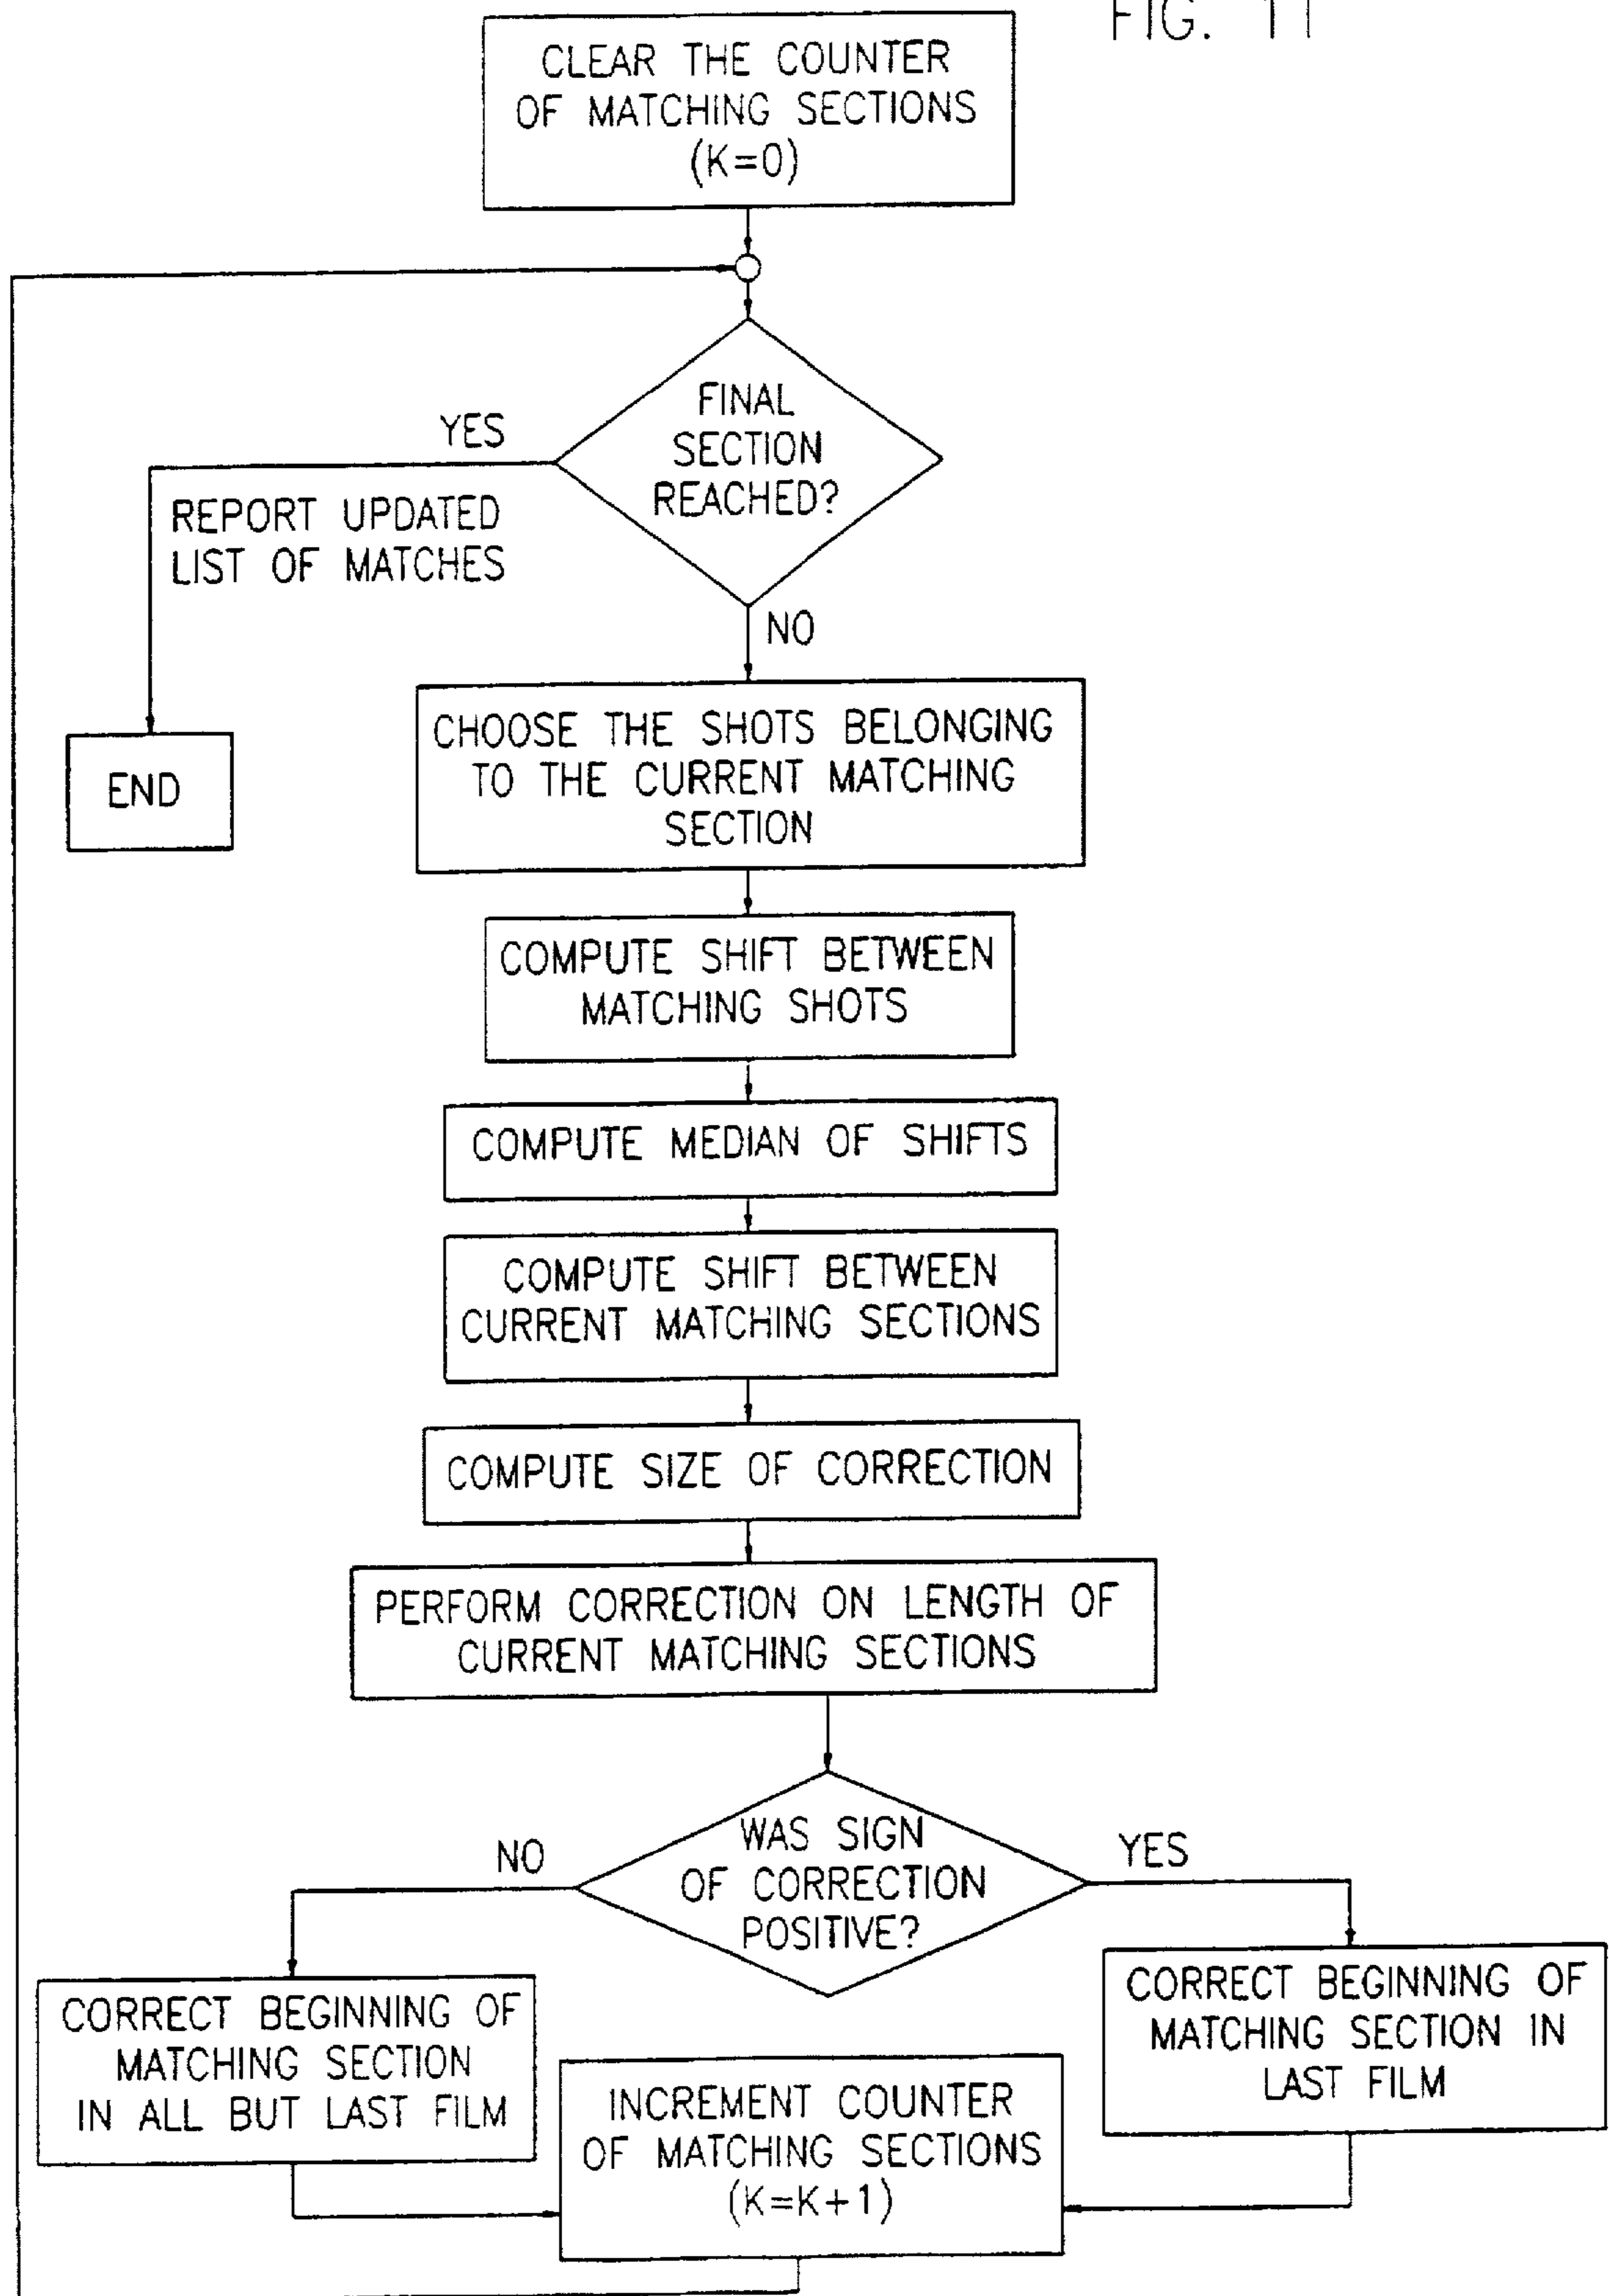 FIG. 11
CLEAR THE COUNTER
OF MATCHING SECTIONS
(K=0)
FINAL
SECTION
REACHED?
YES
REPORT UPDATED
LIST OF MATCHES
END
NO
CHOOSE THE SHOTS BELONGING
TO THE CURRENT MATCHING
SECTION
COMPUTE SHIFT BETWEEN
MATCHING SHOTS
COMPUTE MEDIAN OF SHIFTS
COMPUTE SHIFT BETWEEN
CURRENT MATCHING SECTIONS
COMPUTE SIZE OF CORRECTION
PERFORM CORRECTION ON LENGTH OF
CURRENT MATCHING SECTIONS
WAS SIGN
OF CORRECTION
POSITIVE?
NO
YES
CORRECT BEGINNING OF
MATCHING SECTION
IN ALL BUT LAST FILM
CORRECT BEGINNING OF
MATCHING SECTION IN
LAST FILM
INCREMENT COUNTER
OF MATCHING SECTIONS
(K=K+1)